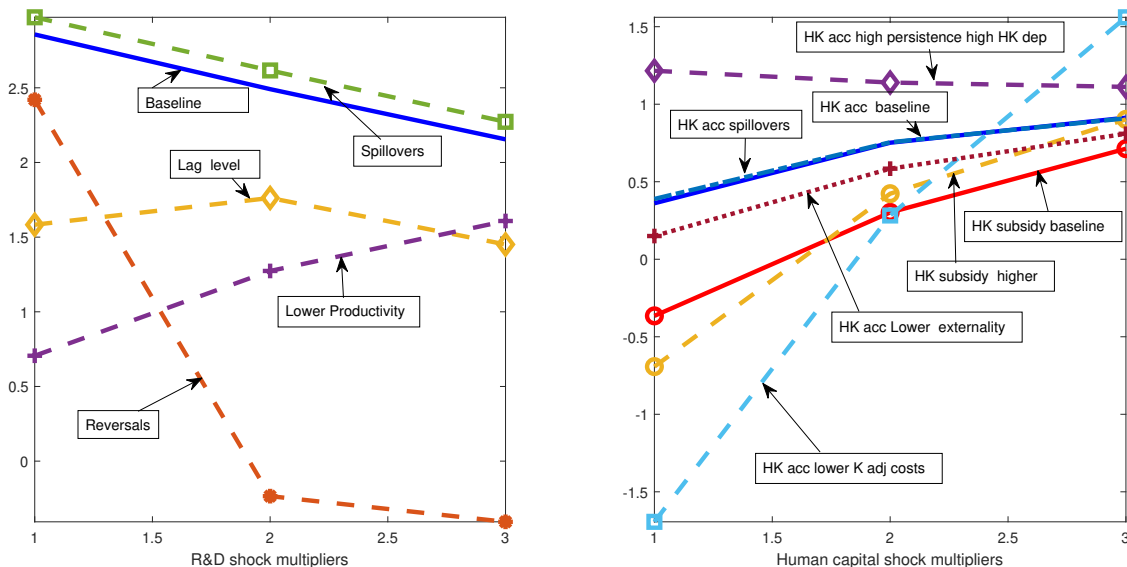 2.5
2
1.5
1
0.5
0
Baseline
Spillovers
Lag level
Lower Productivity
Reversals
1
1.5
2
2.5
3
R&D shock multipliers
1.5
1
0.5
0
-0.5
-1
-1.5
HK acc high persistence high HK dep
HK acc baseline
HK acc spillovers
HK subsidy baseline
HK subsidy higher
HK acc Lower externality
HK acc lower K adj costs
1
1.5
2
2.5
3
Human capital shock multipliers